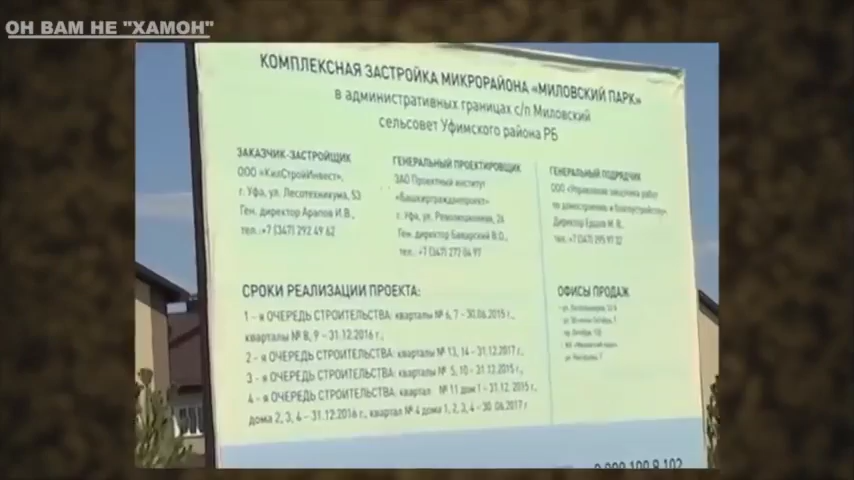 ОН ВАМ НЕ "ХАМОН"
КОМПЛЕКСНАЯ ЗАСТРОЙКА МИКРОРАЙОНА «МИЛОВСКИЙ ПАРК»
в административных границах с/п Миловский
сельсовет Уфимского района РБ
ЗАКАЗЧИК-ЗАСТРОЙЩИК
ООО «КилСтройИнвест»,
г. Уфа, ул. Лесотехникума, 53
Ген. директор Арапов И.В.,
тел.:+7 (347) 292 49 62
ГЕНЕРАЛЬНЫЙ ПРОЕКТИРОВЩИК
ЗАО Проектный институт
«Башкиргражданпроект»
г. Уфа, ул. Революционная, 26
Ген. директор Баварский В.О.,
тел. +7 (347) 272 04 97
ГЕНЕРАЛЬНЫЙ ПОДРЯЧИК
ООО «Управление заказчика работ
по домостроению и благоустройству»
Директор М.В.,
тел. +7 (347) 295 97 32
СРОКИ РЕАЛИЗАЦИИ ПРОЕКТА:
1 - я ОЧЕРЕДЬ СТРОИТЕЛЬСТВА: кварталы № 6, 7 - 30.06.2015 г.,
кварталы № 8, 9 - 31.12.2016 г.,
2 - я ОЧЕРЕДЬ СТРОИТЕЛЬСТВА: кварталы № 13, 14 - 31.12.2017 г.,
3 - я ОЧЕРЕДЬ СТРОИТЕЛЬСТВА: кварталы № 5, 10 - 31.12.2015 г.,
4 - я ОЧЕРЕДЬ СТРОИТЕЛЬСТВА: квартал № 11 дом 1 - 31.12. 2015 г.,
дома 2, 3, 4 - 31.12.2016 г., квартал № 4 дома 1, 2, 3, 4 - 30. 06.2017 г
ОФИСЫ ПРОДАЖ